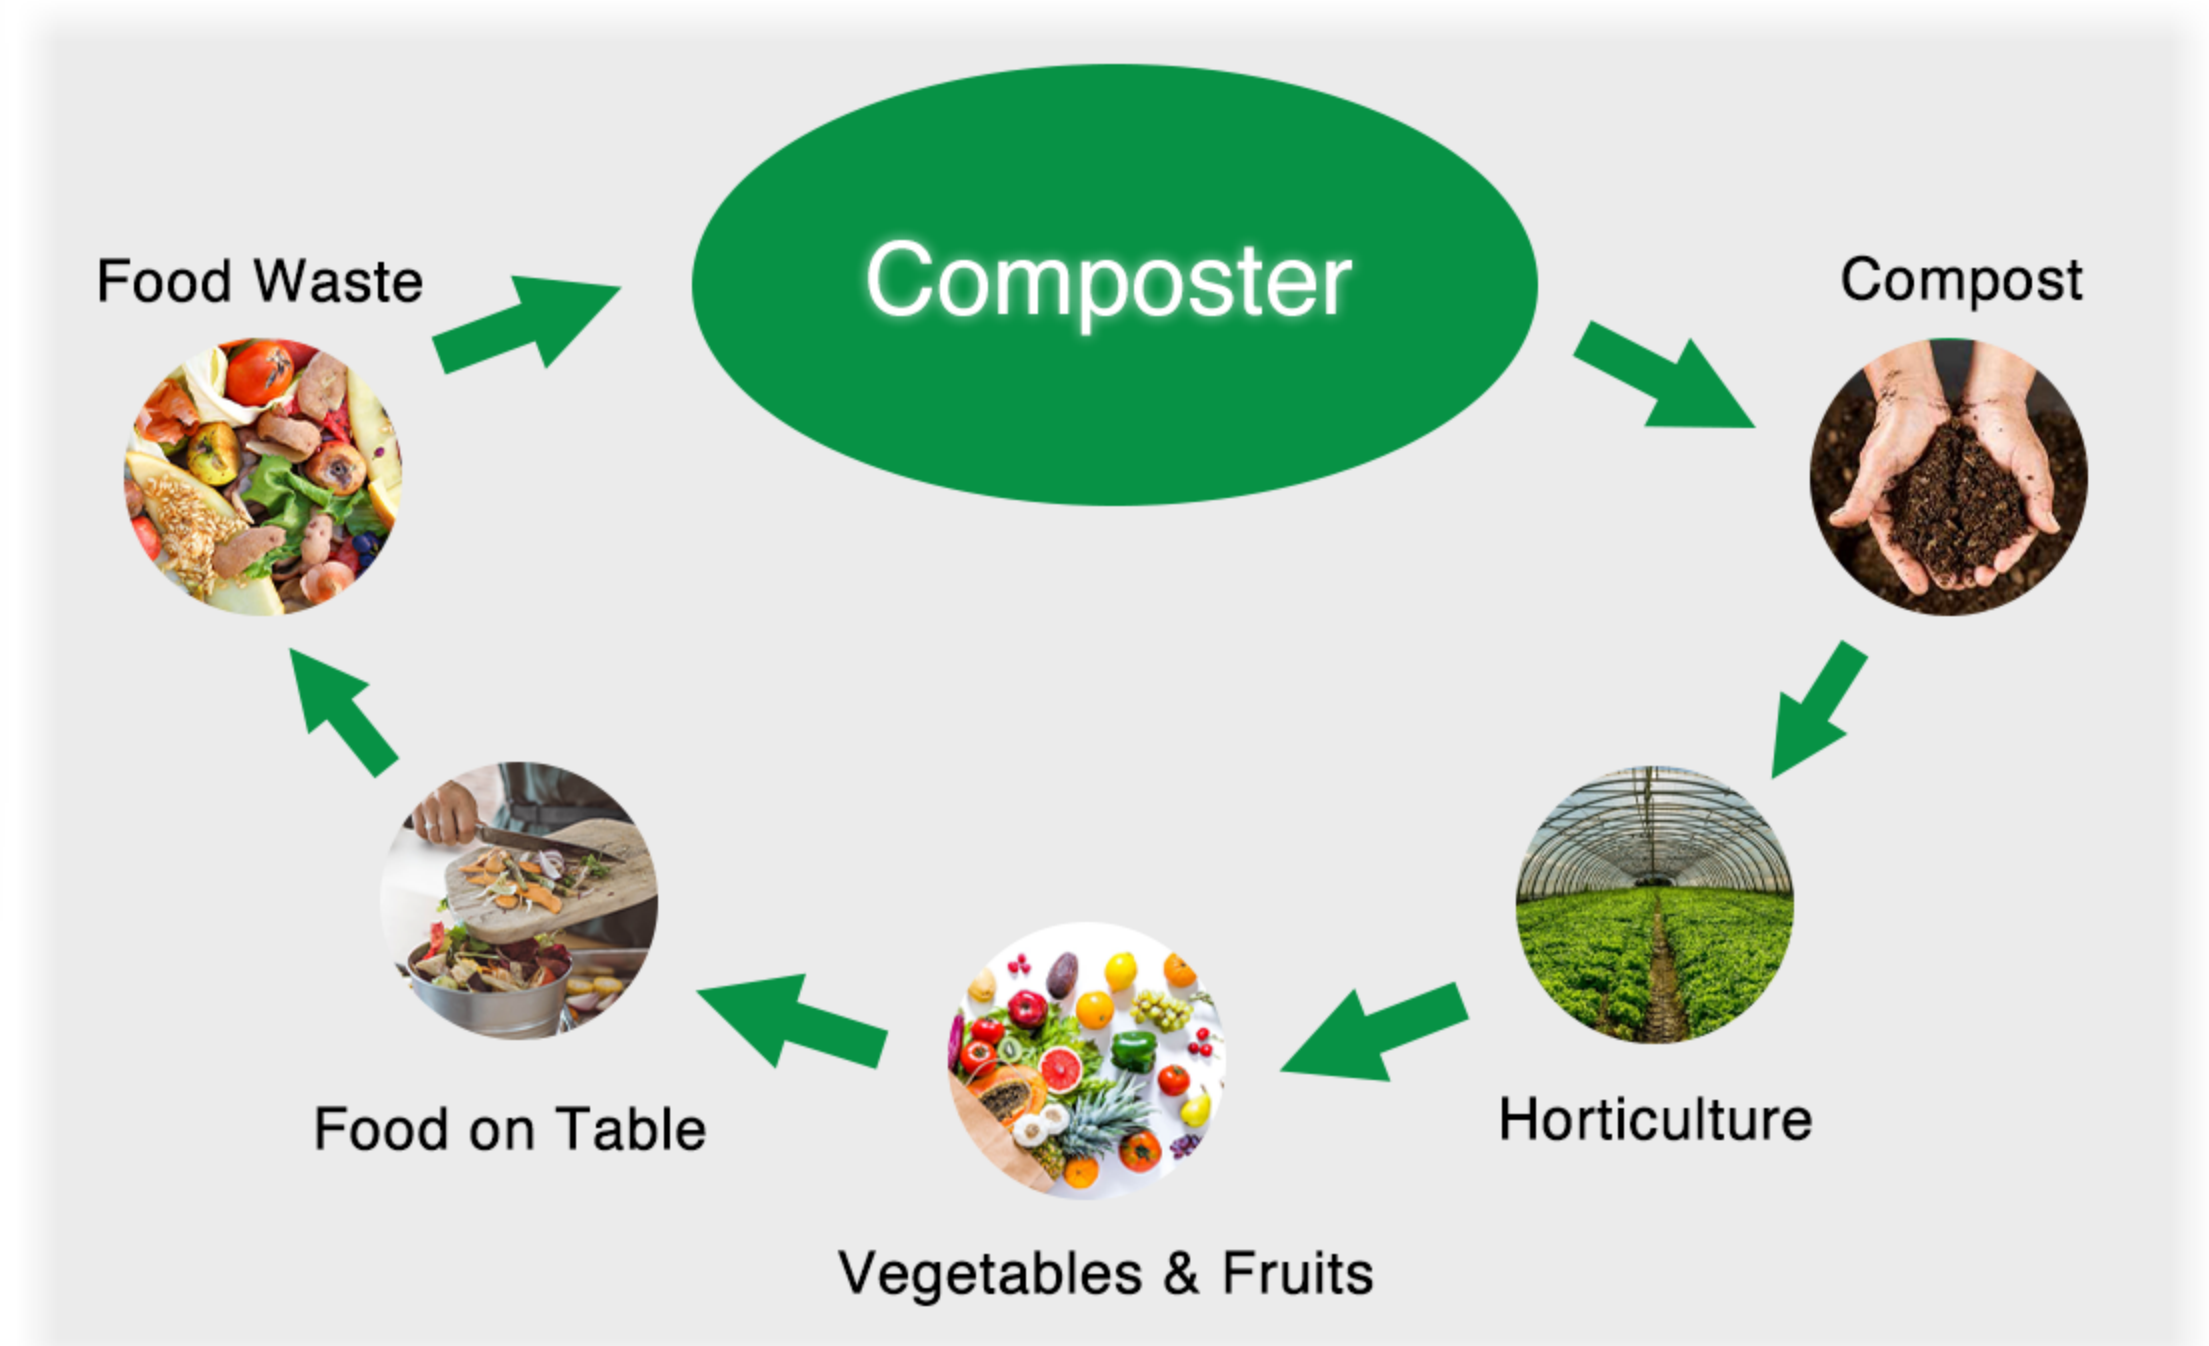 Composter
Food Waste
Compost
Food on Table
Horticulture
Vegetables & Fruits